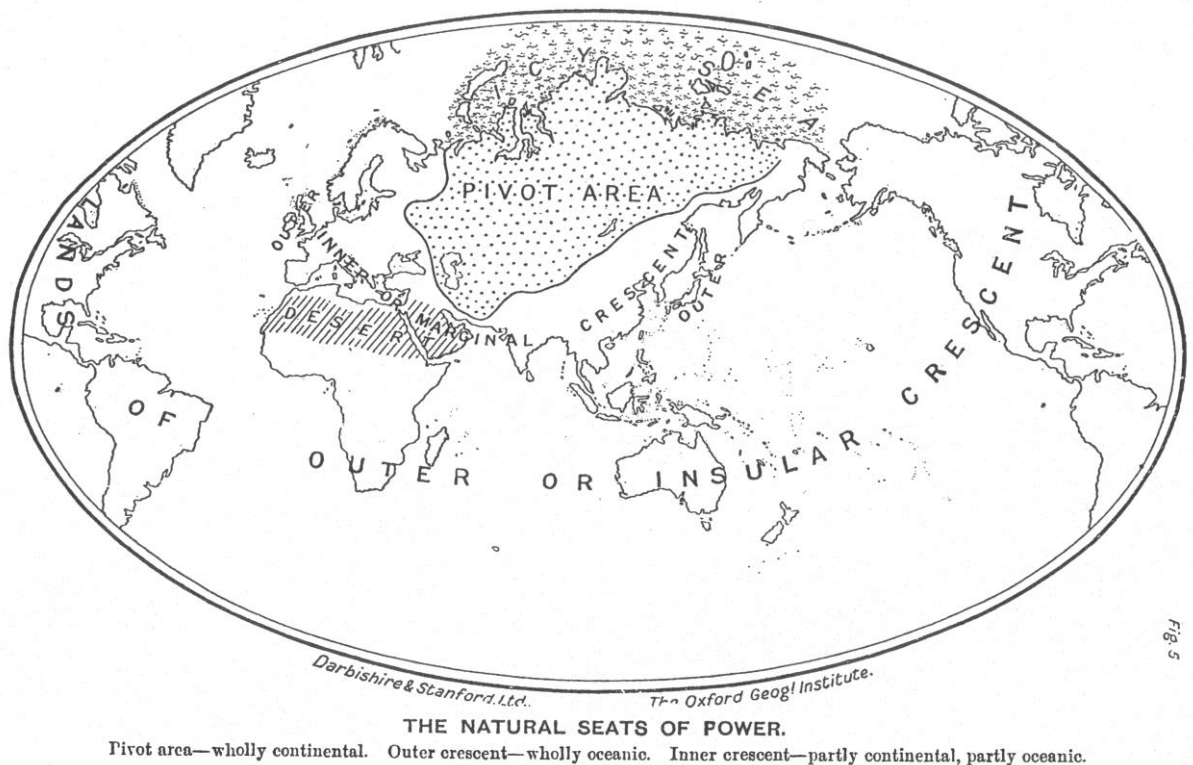 ICY SEA
PIVOT AREA
LANDS
OF
OUTER OR INSULAR CRESCENT
OUTER
INNER OR MARGINAL CRESCENT
OUTER
DESERT
Fig. 5
Darbishire & Stanford, Ltd.
The Oxford Geogl Institute.
THE NATURAL SEATS OF POWER.
Pivot area—wholly continental. Outer crescent—wholly oceanic. Inner crescent—partly continental, partly oceanic.